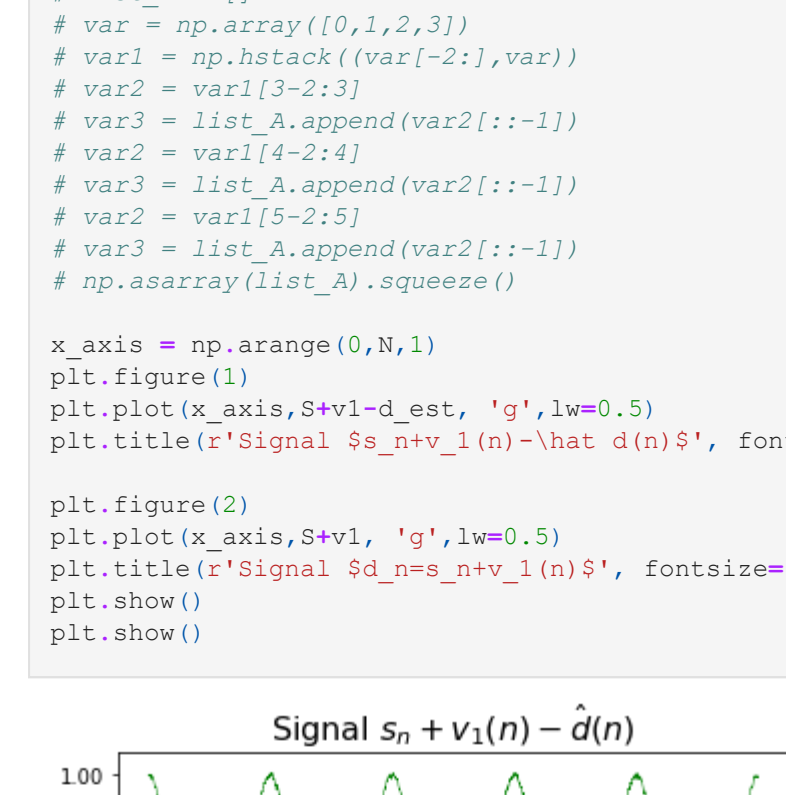 # var = np.array([0,1,2,3])
# var1 = np.hstack((var[-2:],var))
# var2 = var1[3-2:3]
# var3 = list_A.append(var2[::-1])
# var2 = var1[4-2:4]
# var3 = list_A.append(var2[::-1])
# var2 = var1[5-2:5]
# var3 = list_A.append(var2[::-1])
# np.asarray(list_A).squeeze()
x_axis = np.arange(0,N,1)
plt.figure(1)
plt.plot(x_axis,S+v1-d_est, 'g',lw=0.5)
plt.title(r'Signal $s_n+v_1(n)-\hat d(n)$', fon
plt.figure(2)
plt.plot(x_axis,S+v1, 'g',lw=0.5)
plt.title(r'Signal $d_n=s_n+v_1(n)$', fontsize=
plt.show()
plt.show()
Signal sₙ + v₁(n) − d̂(n)
1.00